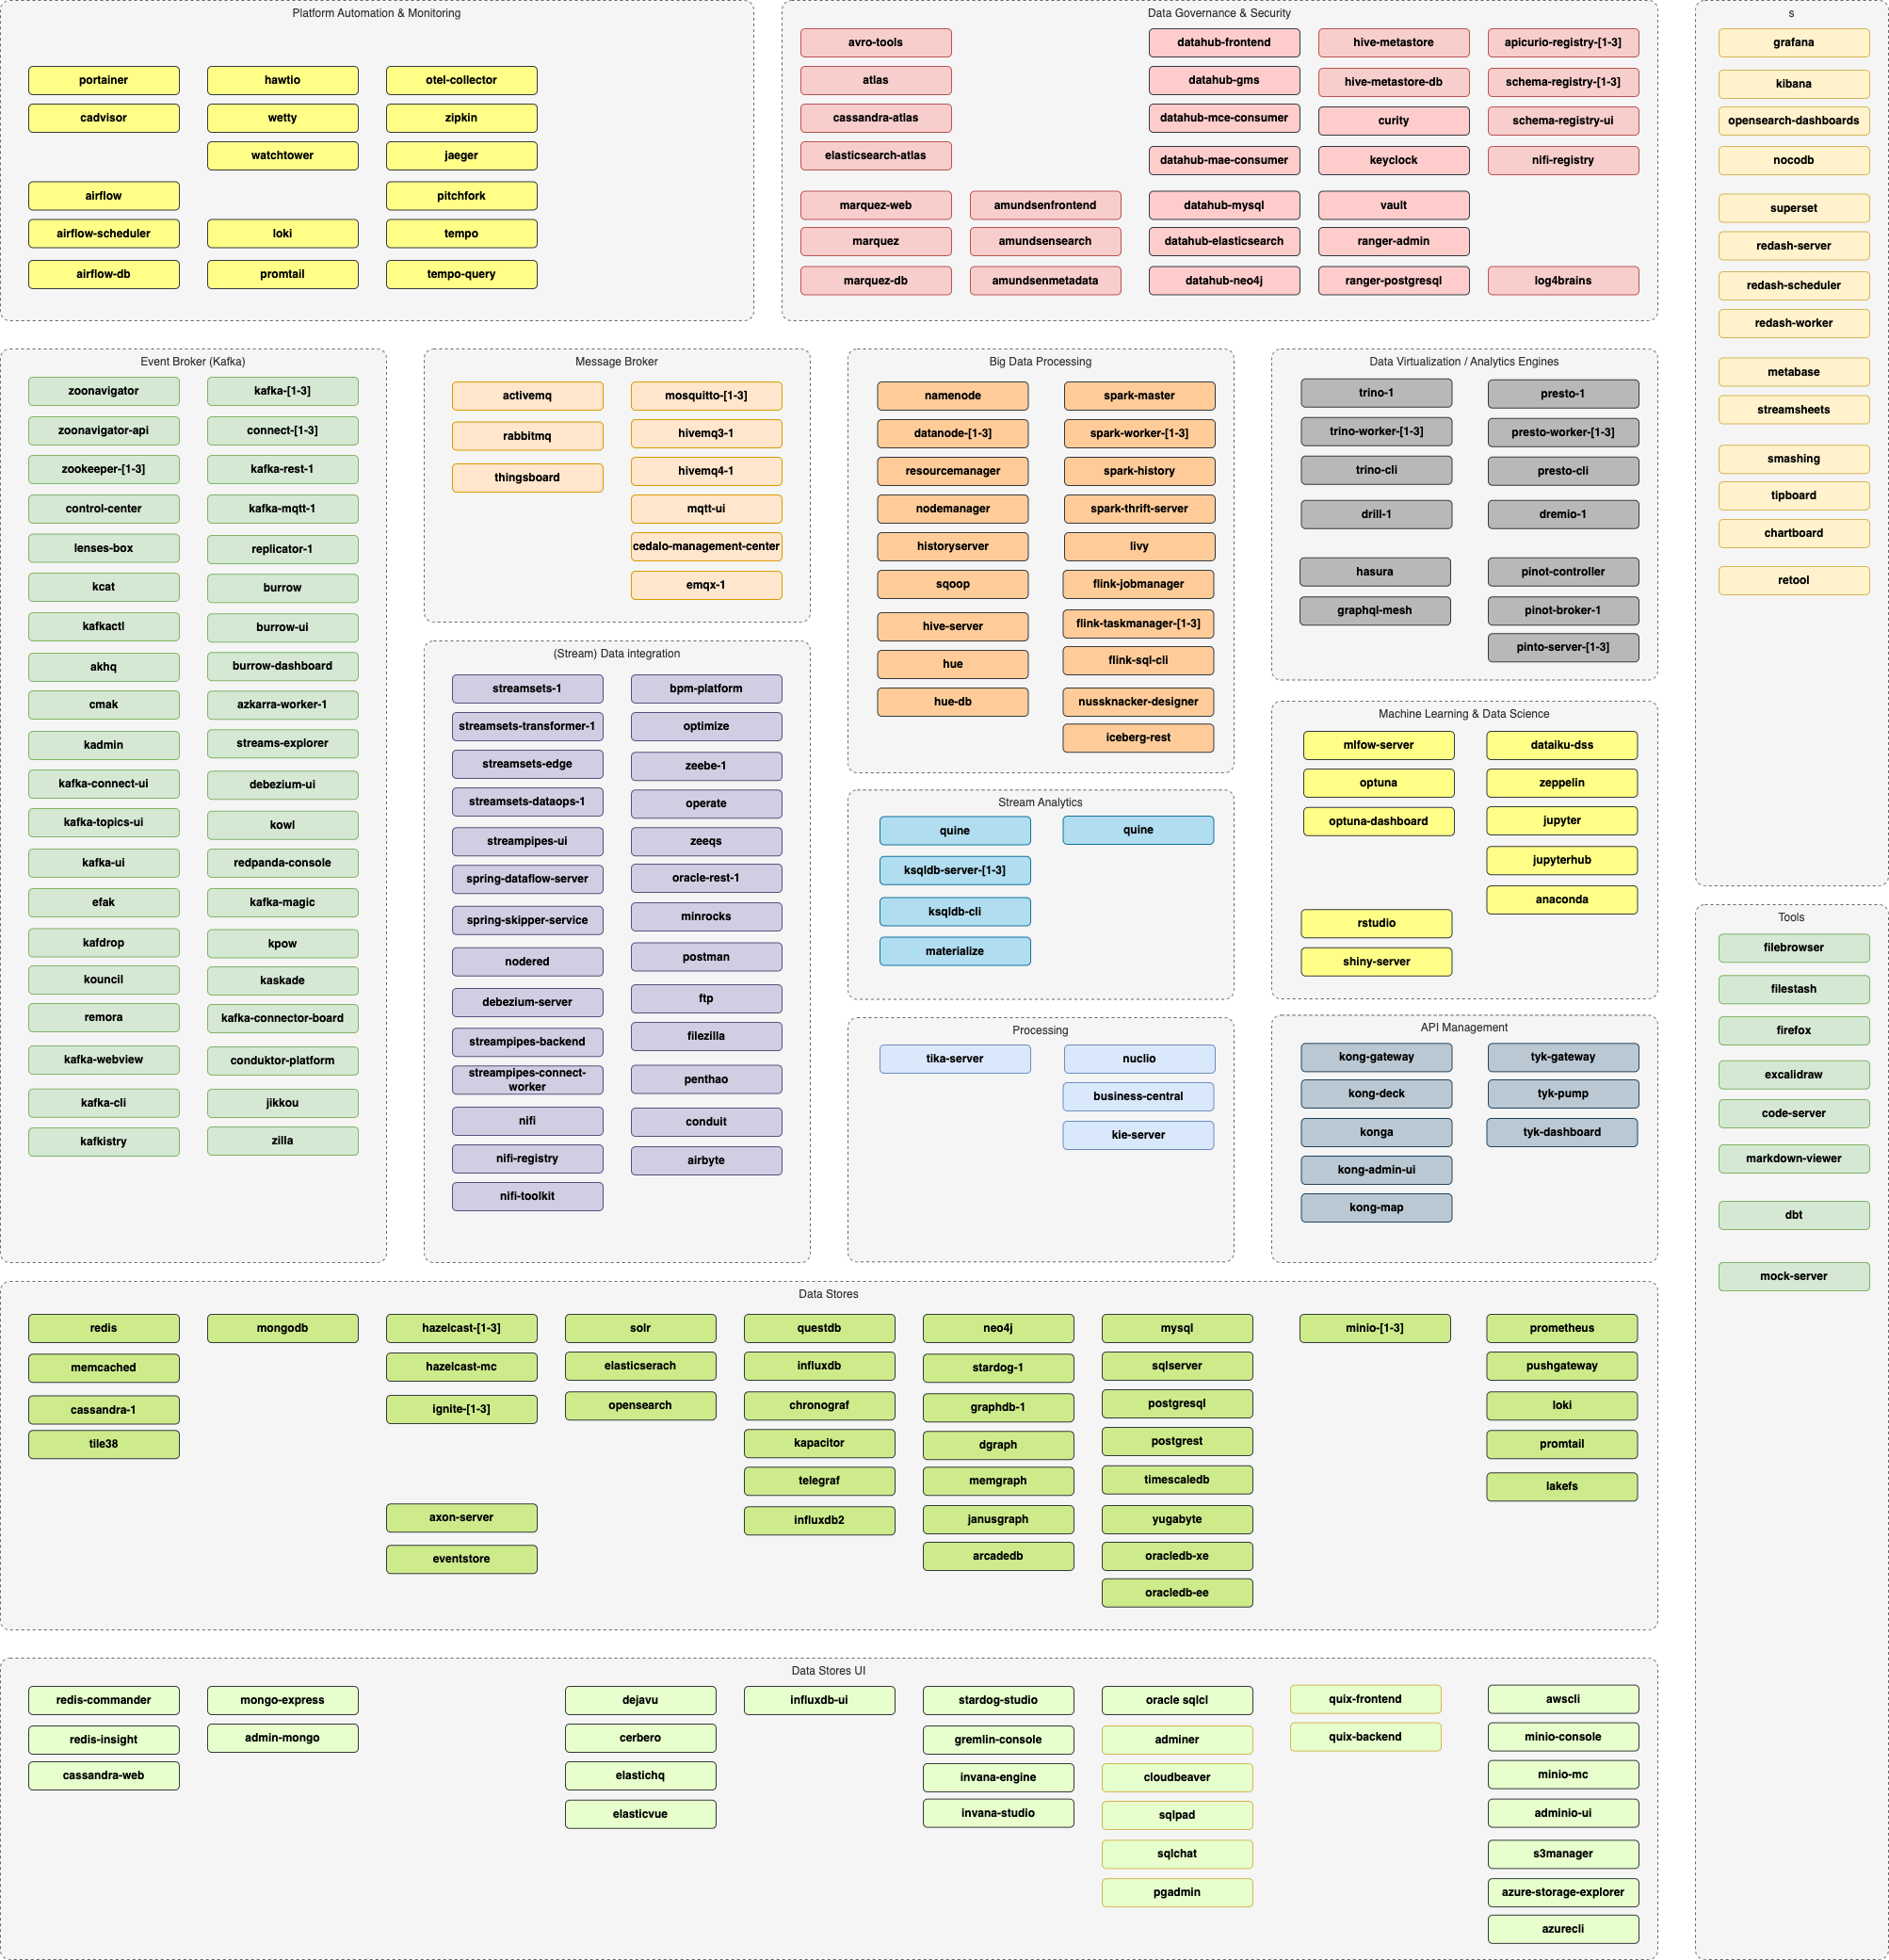 Platform Automation & Monitoring
portainer
cadvisor
airflow
airflow-scheduler
airflow-db
hawtio
wetty
watchtower
loki
promtail
otel-collector
zipkin
jaeger
pitchfork
tempo
tempo-query
Data Governance & Security
avro-tools
atlas
cassandra-atlas
elasticsearch-atlas
marquez-web
marquez
marquez-db
amundsenfrontend
amundsensearch
amundsenmetadata
datahub-frontend
datahub-gms
datahub-mce-consumer
datahub-mae-consumer
datahub-mysql
datahub-elasticsearch
datahub-neo4j
hive-metastore
hive-metastore-db
curity
keyclock
vault
ranger-admin
ranger-postgresql
apicurio-registry-[1-3]
schema-registry-[1-3]
schema-registry-ui
nifi-registry
log4brains
s
grafana
kibana
opensearch-dashboards
nocodb
superset
redash-server
redash-scheduler
redash-worker
metabase
streamsheets
smashing
tipboard
chartboard
retool
Event Broker (Kafka)
zoonavigator
zoonavigator-api
zookeeper-[1-3]
control-center
lenses-box
kcat
kafkactl
akhq
cmak
kadmin
kafka-connect-ui
kafka-topics-ui
kafka-ui
efak
kafdrop
kouncil
remora
kafka-webview
kafka-cli
kafkistry
kafka-[1-3]
connect-[1-3]
kafka-rest-1
kafka-mqtt-1
replicator-1
burrow
burrow-ui
burrow-dashboard
azkarra-worker-1
streams-explorer
debezium-ui
kowl
redpanda-console
kafka-magic
kpow
kaskade
kafka-connector-board
conduktor-platform
jikkou
zilla
Message Broker
activemq
rabbitmq
thingsboard
mosquitto-[1-3]
hivemq3-1
hivemq4-1
mqtt-ui
cedalo-management-center
emqx-1
(Stream) Data integration
streamsets-1
streamsets-transformer-1
streamsets-edge
streamsets-dataops-1
streampipes-ui
spring-dataflow-server
spring-skipper-service
nodered
debezium-server
streampipes-backend
streampipes-connect-
worker
nifi
nifi-registry
nifi-toolkit
bpm-platform
optimize
zeebe-1
operate
zeeqs
oracle-rest-1
minrocks
postman
ftp
filezilla
penthao
conduit
airbyte
Big Data Processing
namenode
datanode-[1-3]
resourcemanager
nodemanager
historyserver
sqoop
hive-server
hue
hue-db
spark-master
spark-worker-[1-3]
spark-history
spark-thrift-server
livy
flink-jobmanager
flink-taskmanager-[1-3]
flink-sql-cli
nussknacker-designer
iceberg-rest
Stream Analytics
quine
ksqldb-server-[1-3]
ksqldb-cli
materialize
quine
Processing
tika-server
nuclio
business-central
kie-server
Data Virtualization / Analytics Engines
trino-1
trino-worker-[1-3]
trino-cli
drill-1
hasura
graphql-mesh
presto-1
presto-worker-[1-3]
presto-cli
dremio-1
pinot-controller
pinot-broker-1
pinto-server-[1-3]
Machine Learning & Data Science
mlfow-server
optuna
optuna-dashboard
rstudio
shiny-server
dataiku-dss
zeppelin
jupyter
jupyterhub
anaconda
API Management
kong-gateway
kong-deck
konga
kong-admin-ui
kong-map
tyk-gateway
tyk-pump
tyk-dashboard
Tools
filebrowser
filestash
firefox
excalidraw
code-server
markdown-viewer
dbt
mock-server
Data Stores
redis
memcached
cassandra-1
tile38
mongodb
hazelcast-[1-3]
hazelcast-mc
ignite-[1-3]
axon-server
eventstore
solr
elasticserach
opensearch
questdb
influxdb
chronograf
kapacitor
telegraf
influxdb2
neo4j
stardog-1
graphdb-1
dgraph
memgraph
janusgraph
arcadedb
mysql
sqlserver
postgresql
postgrest
timescaledb
yugabyte
oracledb-xe
oracledb-ee
minio-[1-3]
prometheus
pushgateway
loki
promtail
lakefs
Data Stores UI
redis-commander
redis-insight
cassandra-web
mongo-express
admin-mongo
dejavu
cerbero
elastichq
elasticvue
influxdb-ui
stardog-studio
gremlin-console
invana-engine
invana-studio
oracle sqlcl
adminer
cloudbeaver
sqlpad
sqlchat
pgadmin
quix-frontend
quix-backend
awscli
minio-console
minio-mc
adminio-ui
s3manager
azure-storage-explorer
azurecli